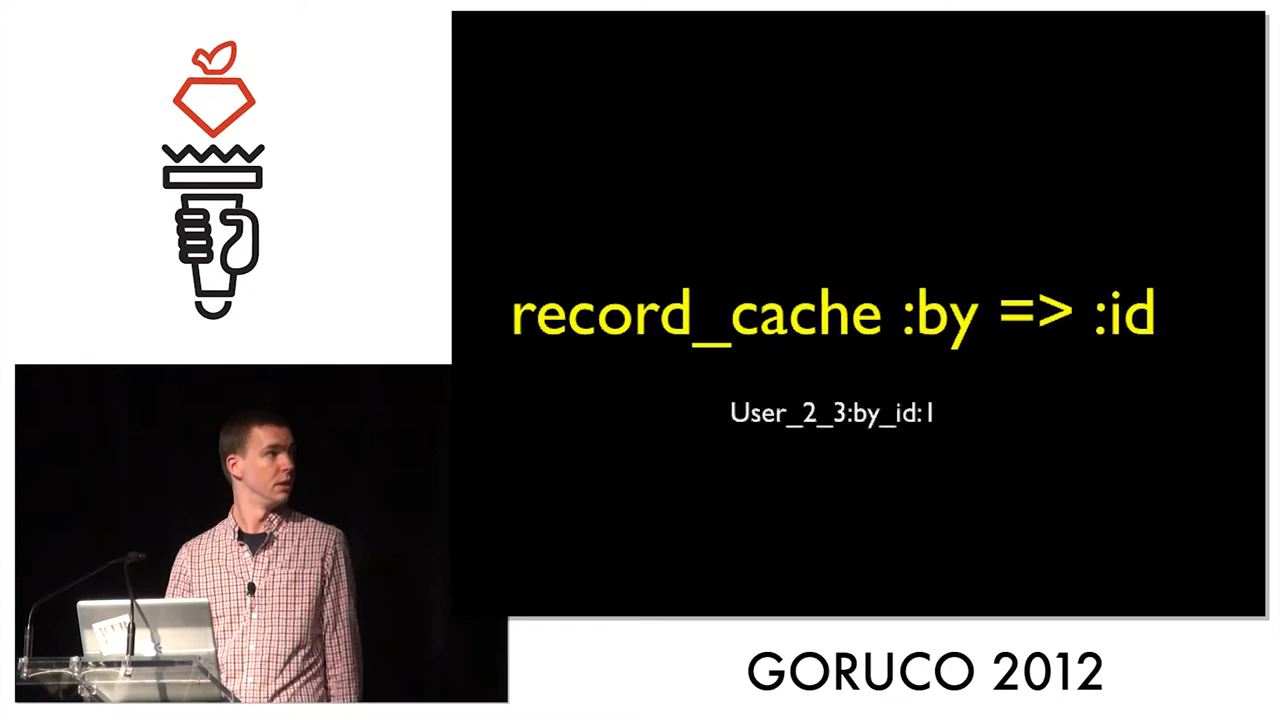 record_cache :by => :id
User_2_3:by_id:1
GORUCO 2012